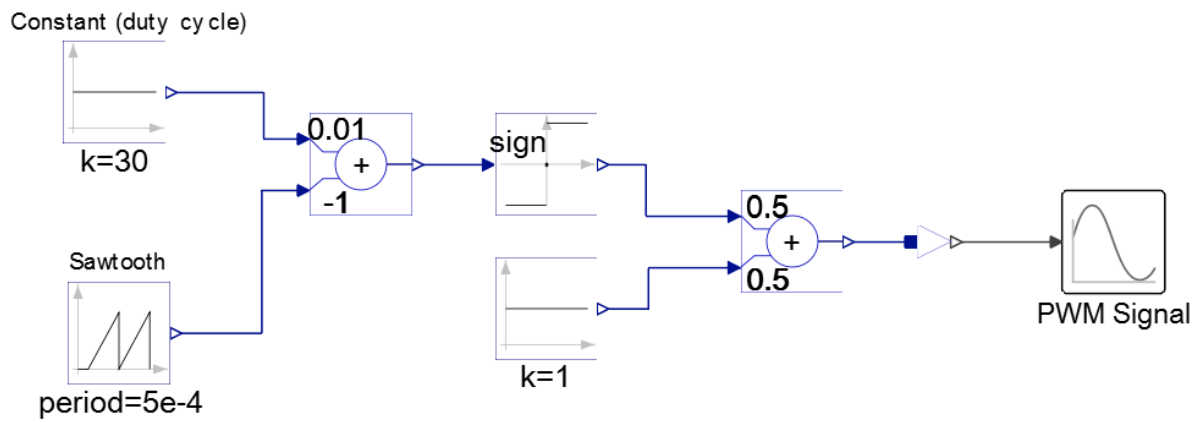 Constant (duty cycle)
k=30
0.01
+
-1
sign
Sawtooth
period=5e-4
k=1
0.5
+
0.5
PWM Signal